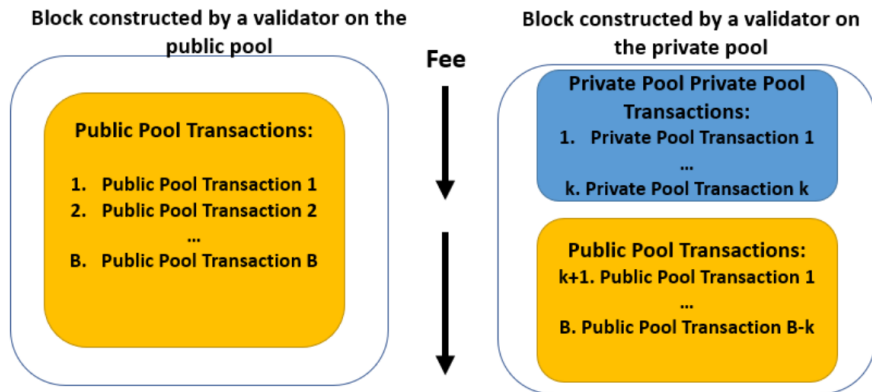 Block constructed by a validator on the
public pool
Public Pool Transactions:
1. Public Pool Transaction 1
2. Public Pool Transaction 2
...
B. Public Pool Transaction B
Fee
Block constructed by a validator on
the private pool
Private Pool Private Pool
Transactions:
1. Private Pool Transaction 1
...
k. Private Pool Transaction k
Public Pool Transactions:
k+1. Public Pool Transaction 1
...
B. Public Pool Transaction B-k